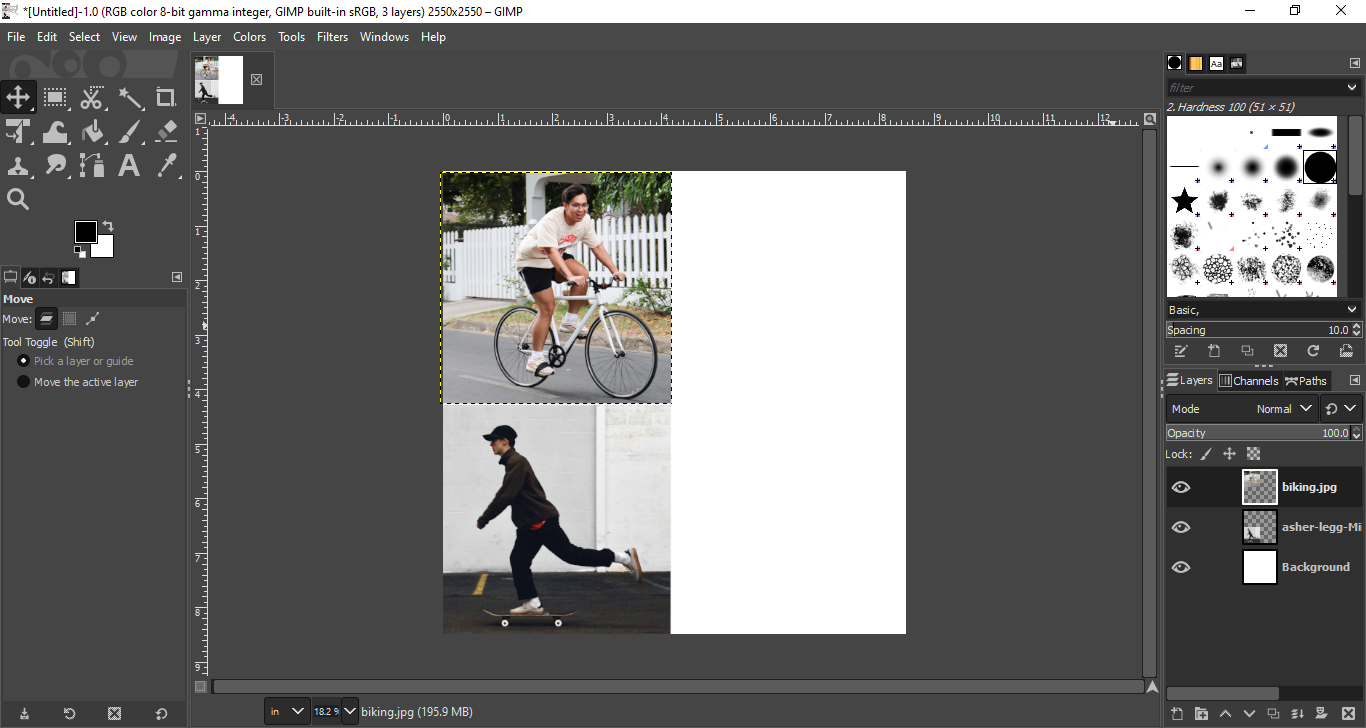 *[Untitled]-1.0 (RGB color 8-bit gamma integer, GIMP built-in sRGB, 3 layers) 2550x2550 – GIMP
File Edit Select View Image Layer Colors Tools Filters Windows Help
filter
2. Hardness 100 (51 × 51)
-4 -3 -2 -1 0 1 2 3 4 5 6 7 8 9 10 11 12
1
0
1
2
3
4
5
6
7
8
9
Move
Move:
Tool Toggle (Shift)
Pick a layer or guide
Move the active layer
Basic,
Spacing 10.0
Layers Channels Paths
Mode Normal
Opacity 100.0
Lock:
biking.jpg
asher-legg-Mi
Background
in 18.2 % biking.jpg (195.9 MB)